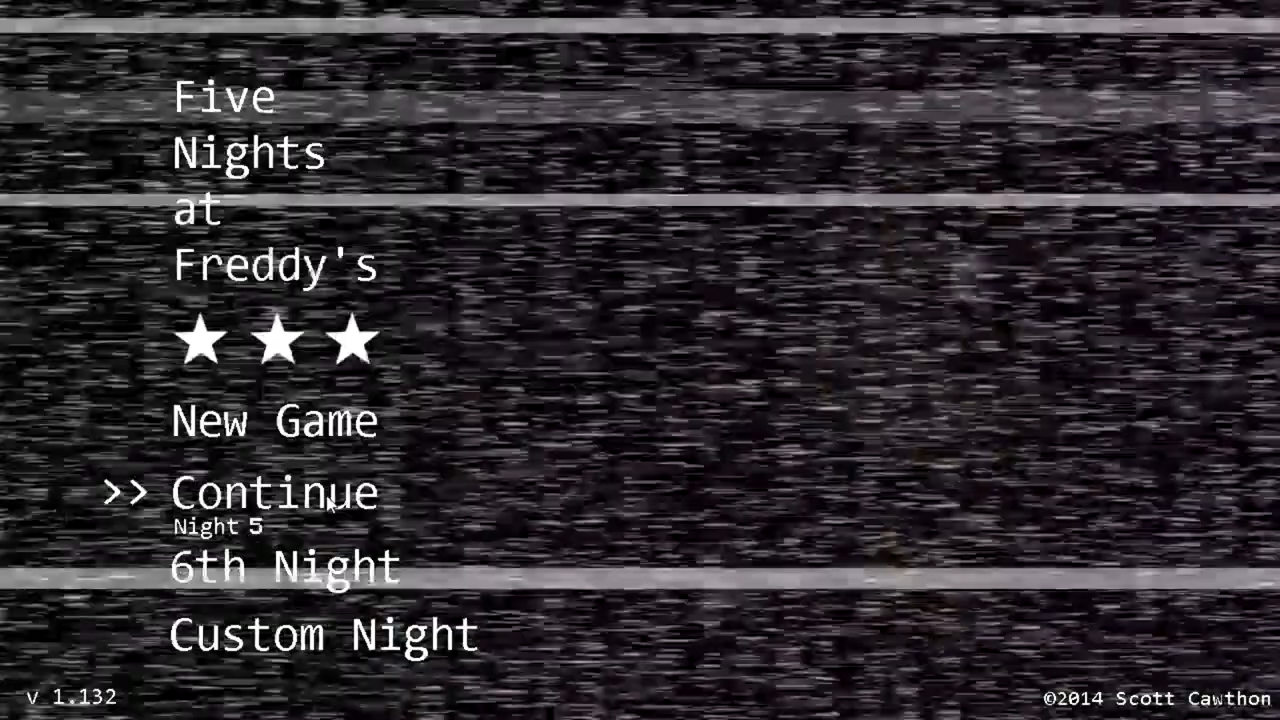 Five
Nights
at
Freddy's
★ ★ ★
New Game
>> Continue
Night 5
6th Night
Custom Night
v 1.132
©2014 Scott Cawthon